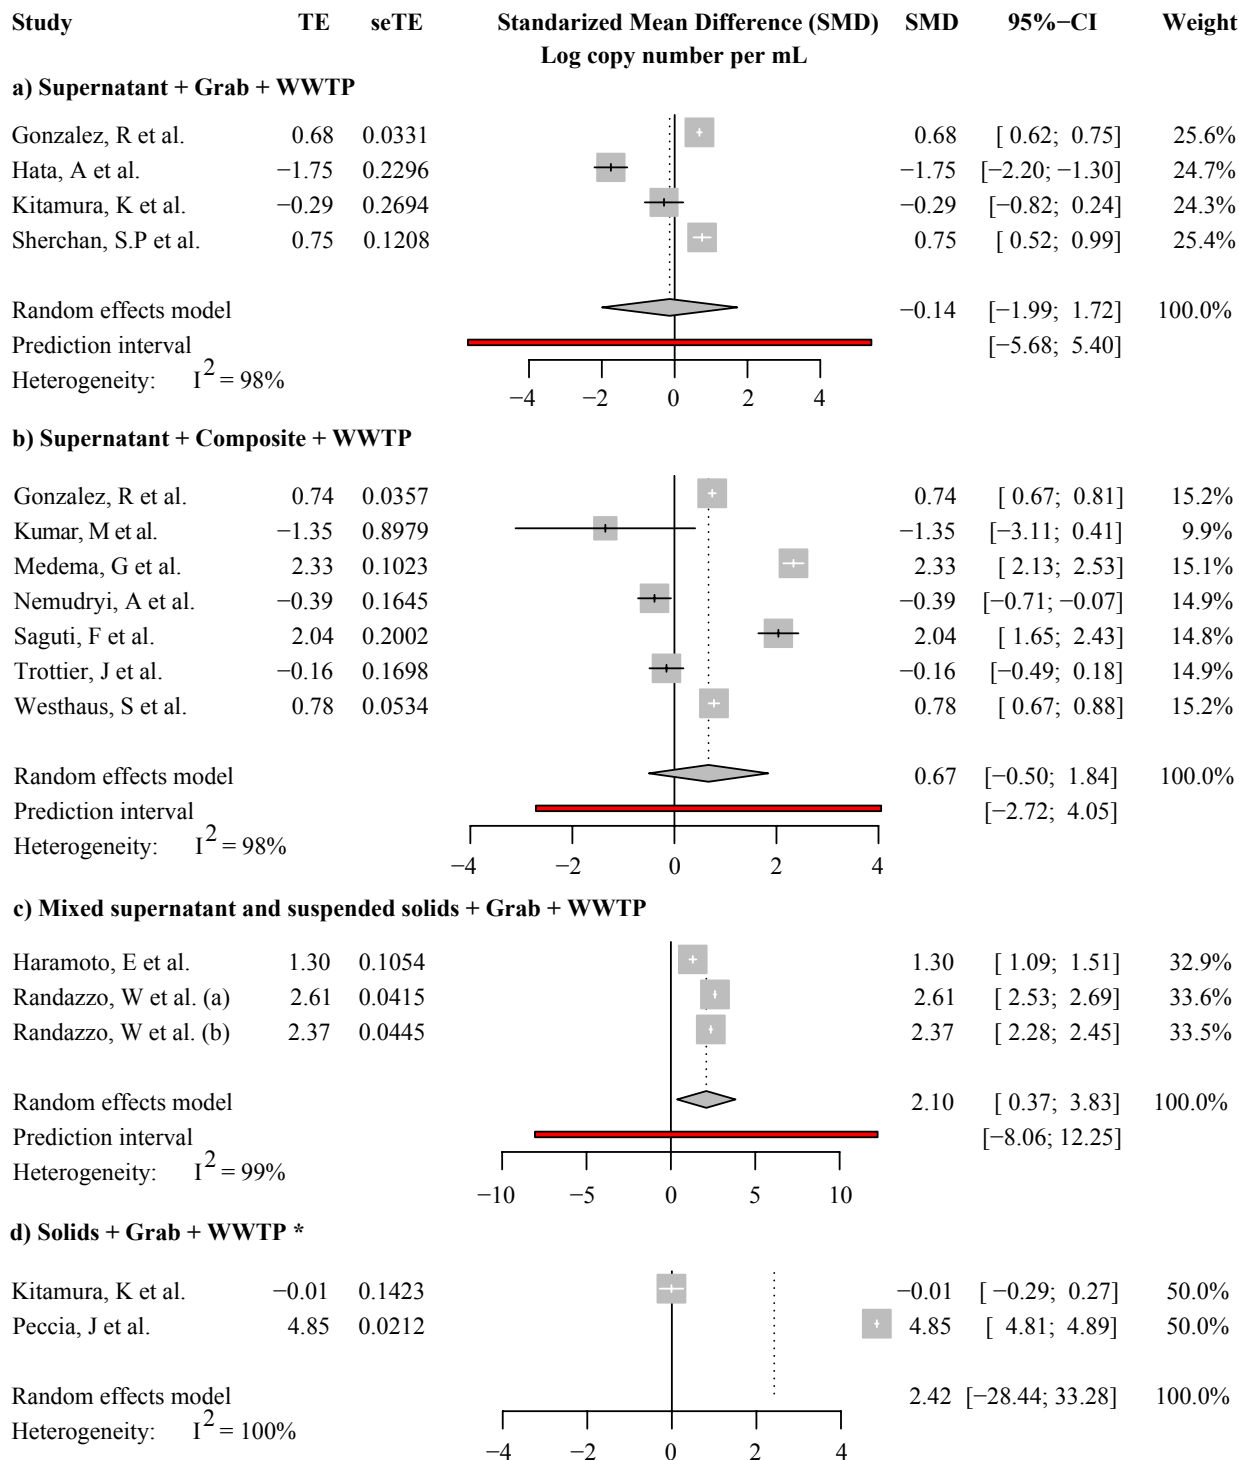 Study TE seTE Standarized Mean Difference (SMD) SMD 95%−CI Weight
Log copy number per mL
a) Supernatant + Grab + WWTP
Gonzalez, R et al. 0.68 0.0331 0.68 [ 0.62; 0.75] 25.6%
Hata, A et al. −1.75 0.2296 −1.75 [−2.20; −1.30] 24.7%
Kitamura, K et al. −0.29 0.2694 −0.29 [−0.82; 0.24] 24.3%
Sherchan, S.P et al. 0.75 0.1208 0.75 [ 0.52; 0.99] 25.4%
Random effects model −0.14 [−1.99; 1.72] 100.0%
Prediction interval [−5.68; 5.40]
Heterogeneity: I2 = 98%
−4 −2 0 2 4
b) Supernatant + Composite + WWTP
Gonzalez, R et al. 0.74 0.0357 0.74 [ 0.67; 0.81] 15.2%
Kumar, M et al. −1.35 0.8979 −1.35 [−3.11; 0.41] 9.9%
Medema, G et al. 2.33 0.1023 2.33 [ 2.13; 2.53] 15.1%
Nemudryi, A et al. −0.39 0.1645 −0.39 [−0.71; −0.07] 14.9%
Saguti, F et al. 2.04 0.2002 2.04 [ 1.65; 2.43] 14.8%
Trottier, J et al. −0.16 0.1698 −0.16 [−0.49; 0.18] 14.9%
Westhaus, S et al. 0.78 0.0534 0.78 [ 0.67; 0.88] 15.2%
Random effects model 0.67 [−0.50; 1.84] 100.0%
Prediction interval [−2.72; 4.05]
Heterogeneity: I2 = 98%
−4 −2 0 2 4
c) Mixed supernatant and suspended solids + Grab + WWTP
Haramoto, E et al. 1.30 0.1054 1.30 [ 1.09; 1.51] 32.9%
Randazzo, W et al. (a) 2.61 0.0415 2.61 [ 2.53; 2.69] 33.6%
Randazzo, W et al. (b) 2.37 0.0445 2.37 [ 2.28; 2.45] 33.5%
Random effects model 2.10 [ 0.37; 3.83] 100.0%
Prediction interval [−8.06; 12.25]
Heterogeneity: I2 = 99%
−10 −5 0 5 10
d) Solids + Grab + WWTP *
Kitamura, K et al. −0.01 0.1423 −0.01 [ −0.29; 0.27] 50.0%
Peccia, J et al. 4.85 0.0212 4.85 [ 4.81; 4.89] 50.0%
Random effects model 2.42 [−28.44; 33.28] 100.0%
Heterogeneity: I2 = 100%
−4 −2 0 2 4